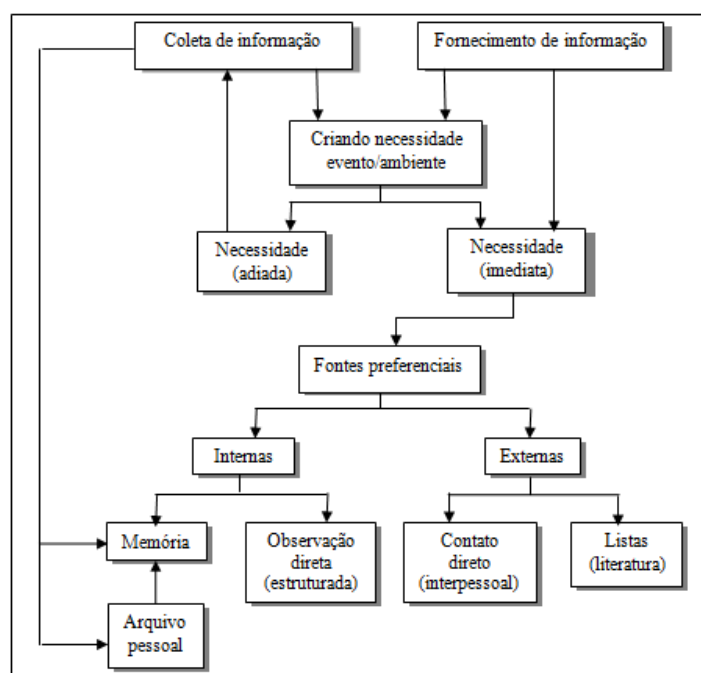 Coleta de informação
Fornecimento de informação
Criando necessidade
evento/ambiente
Necessidade
(adiada)
Necessidade
(imediata)
Fontes preferenciais
Internas
Externas
Memória
Observação
direta
(estruturada)
Contato
direto
(interpessoal)
Listas
(literatura)
Arquivo
pessoal